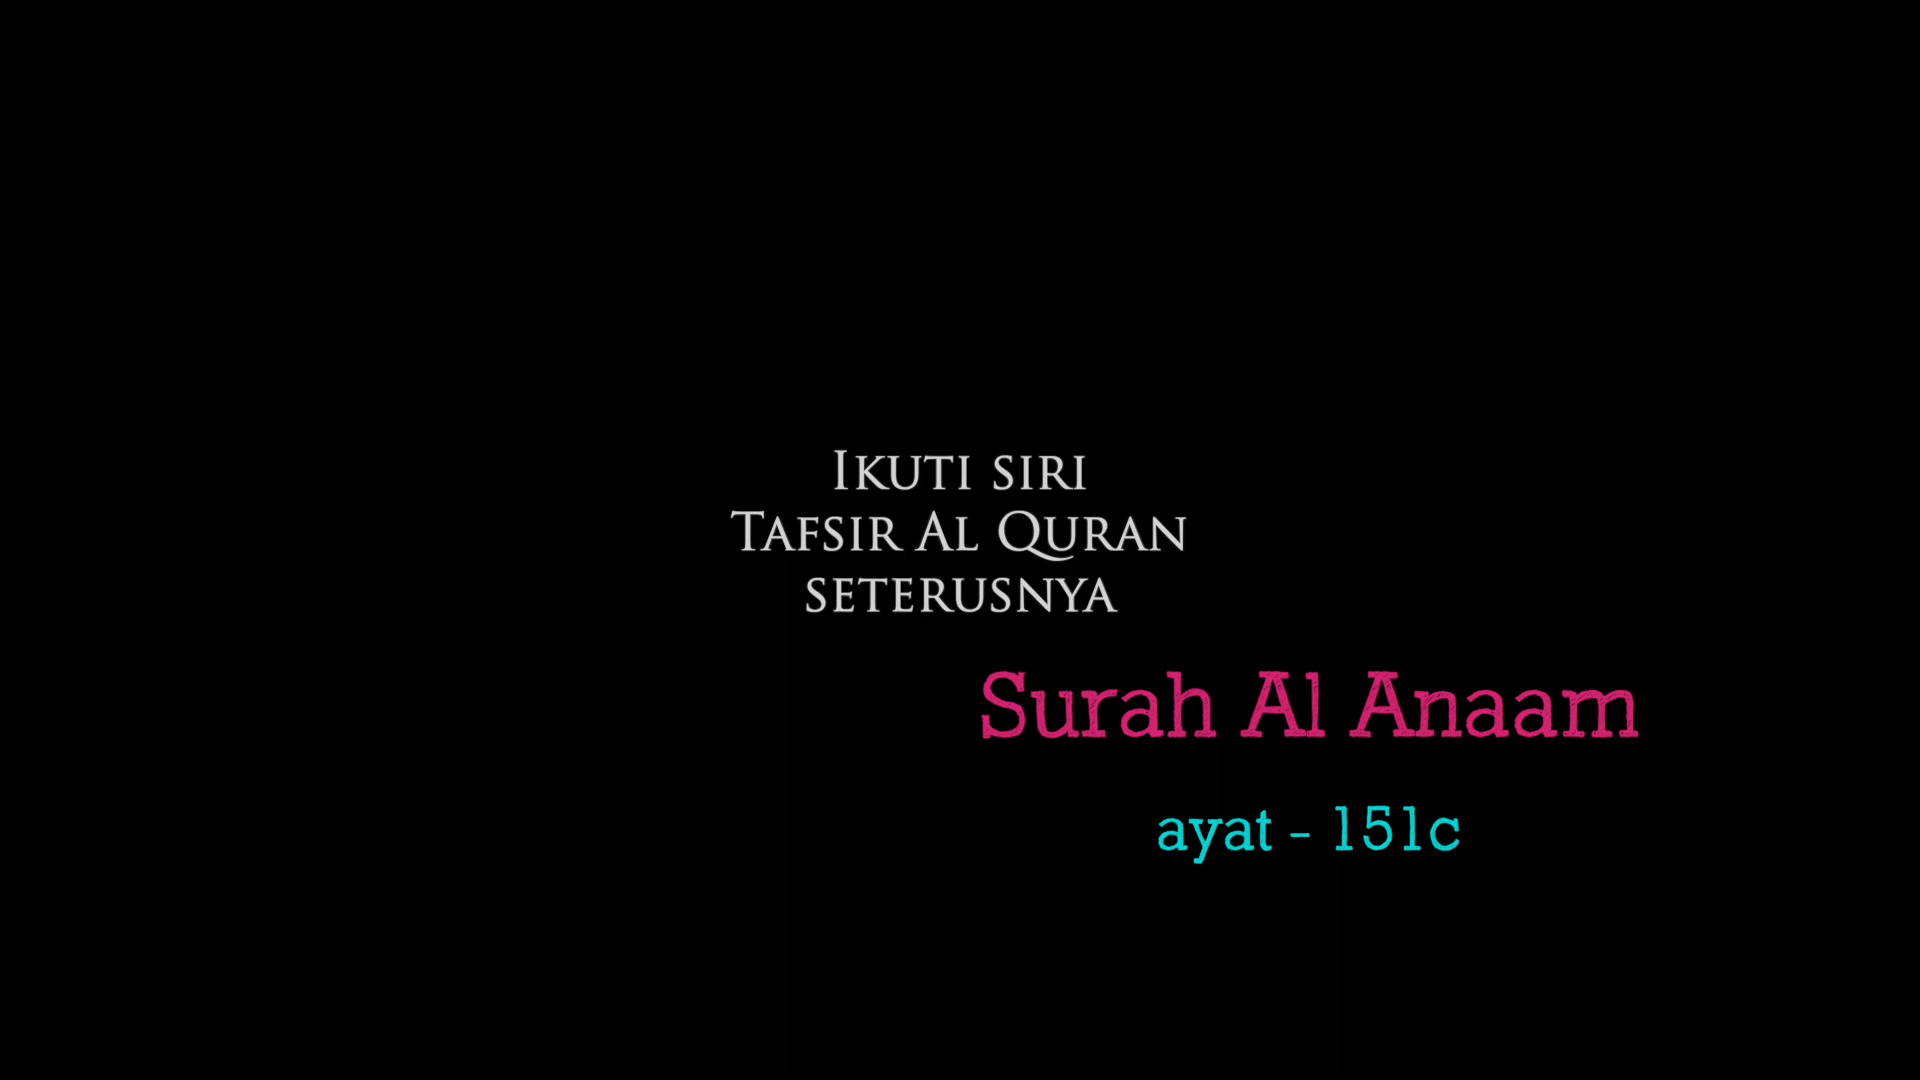 Ikuti siri
Tafsir Al Quran
seterusnya
Surah Al Anaam
ayat - 151c